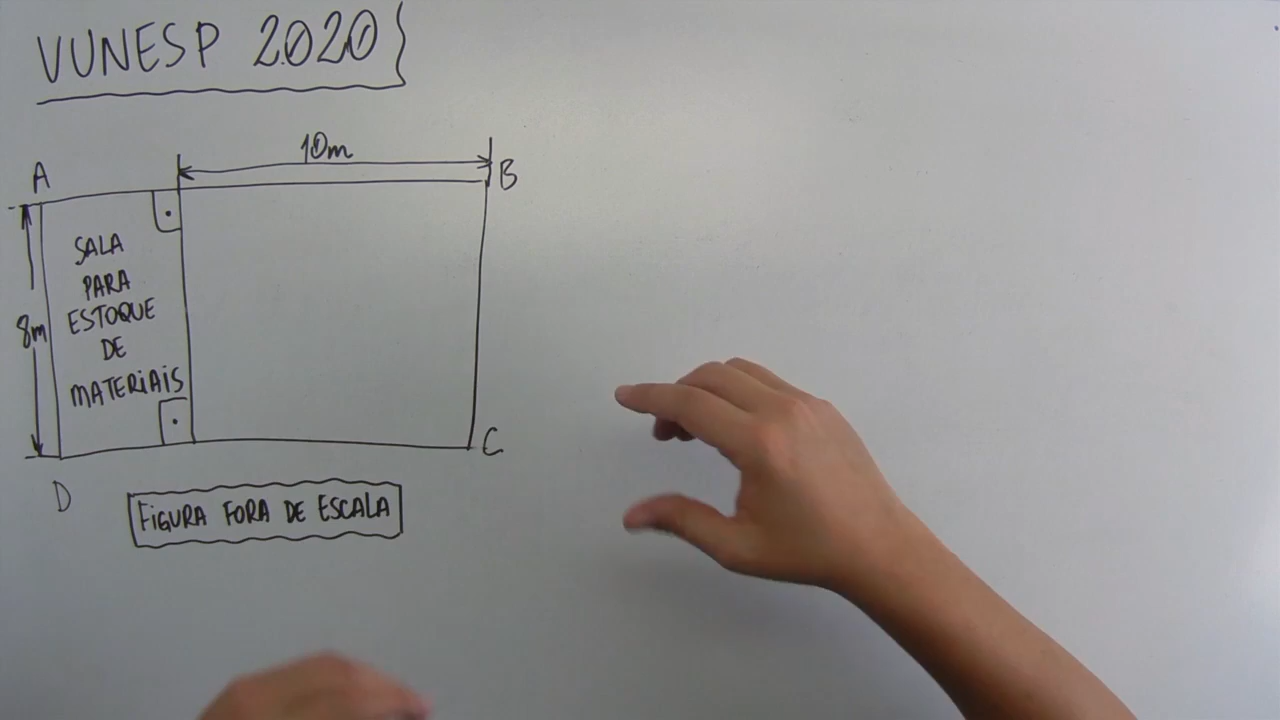 VUNESP 2020
10m
A
B
SALA
PARA
ESTOQUE
DE
MATERIAIS
8m
C
D
FIGURA FORA DE ESCALA